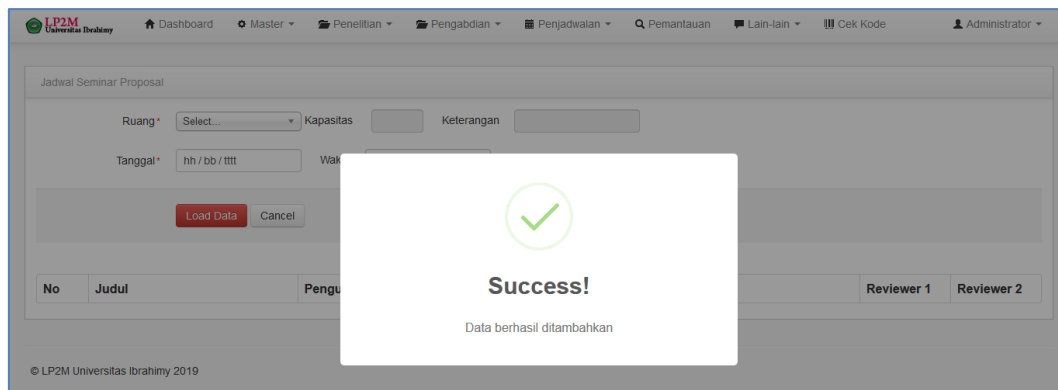 LP2M
Universitas Ibrahimy
Dashboard Master Penelitian Pengabdian Penjadwalan Pemantauan Lain-lain Cek Kode Administrator
Jadwal Seminar Proposal
Ruang* Select... Kapasitas Keterangan
Tanggal* hh / bb / tttt Wak
Load Data Cancel
Success!
Data berhasil ditambahkan
No Judul Pengu Reviewer 1 Reviewer 2
© LP2M Universitas Ibrahimy 2019